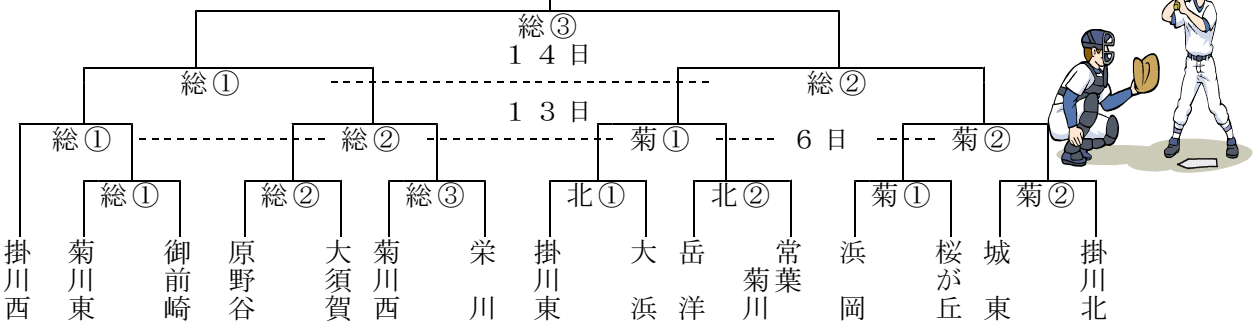 総③
１４日
総① 総②
１３日
総① 総② 菊① ６日 菊②
総① 総② 総③ 北① 北② 菊① 菊②
掛川西
菊川東
御前崎
原野谷
大須賀
菊川西
栄川
掛川東
大浜
岳洋
常葉菊川
浜岡
桜が丘
城東
掛川北